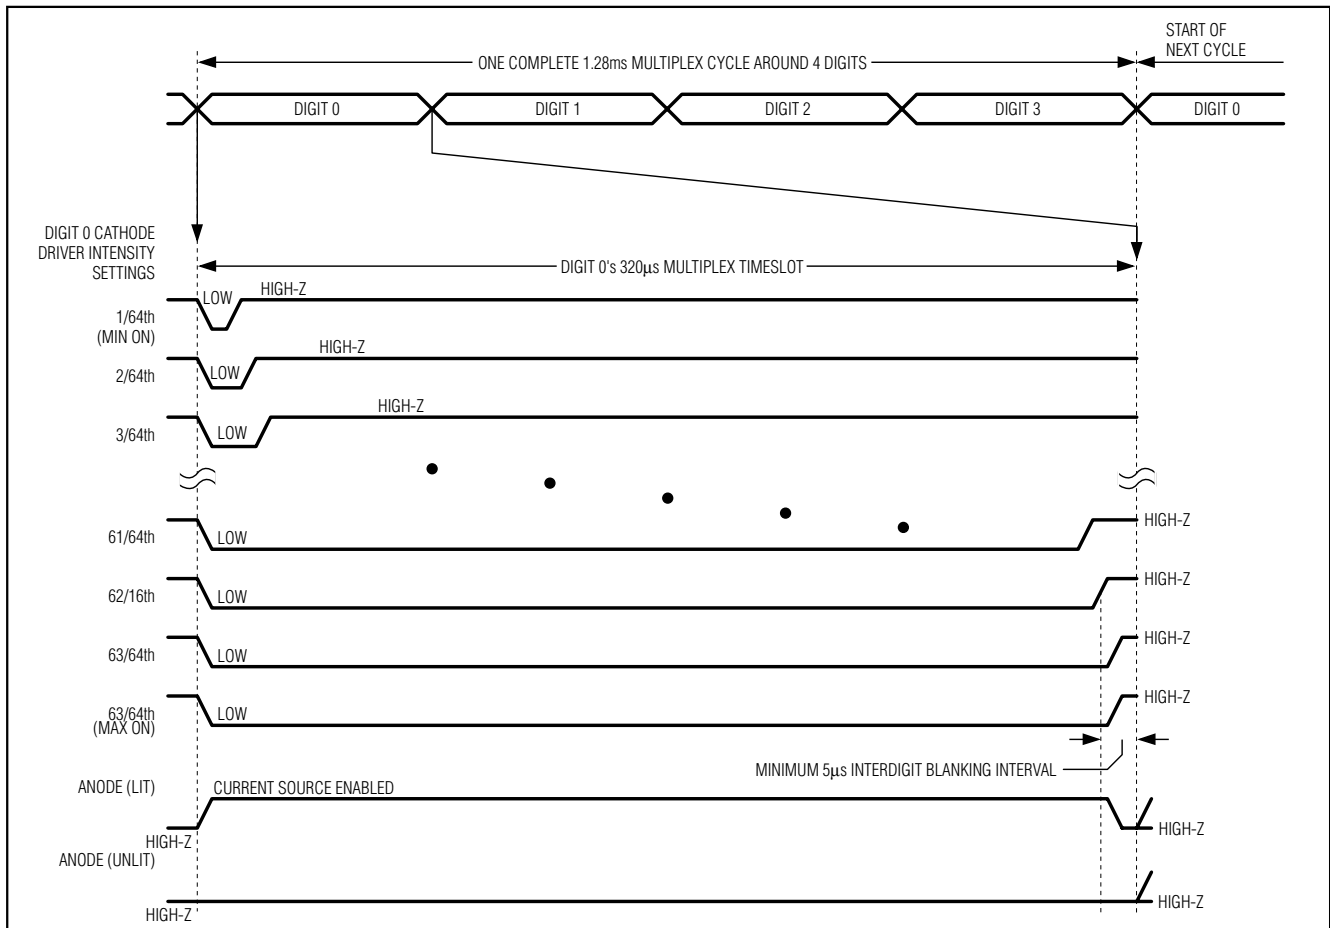 START OF
NEXT CYCLE
ONE COMPLETE 1.28ms MULTIPLEX CYCLE AROUND 4 DIGITS
DIGIT 0
DIGIT 1
DIGIT 2
DIGIT 3
DIGIT 0
DIGIT 0 CATHODE
DRIVER INTENSITY
SETTINGS
DIGIT 0's 320µs MULTIPLEX TIMESLOT
1/64th
(MIN ON)
LOW
HIGH-Z
2/64th
LOW
HIGH-Z
3/64th
LOW
HIGH-Z
61/64th
LOW
HIGH-Z
62/16th
LOW
HIGH-Z
63/64th
LOW
HIGH-Z
63/64th
(MAX ON)
LOW
HIGH-Z
MINIMUM 5µs INTERDIGIT BLANKING INTERVAL
ANODE (LIT)
CURRENT SOURCE ENABLED
HIGH-Z
HIGH-Z
ANODE (UNLIT)
HIGH-Z
HIGH-Z